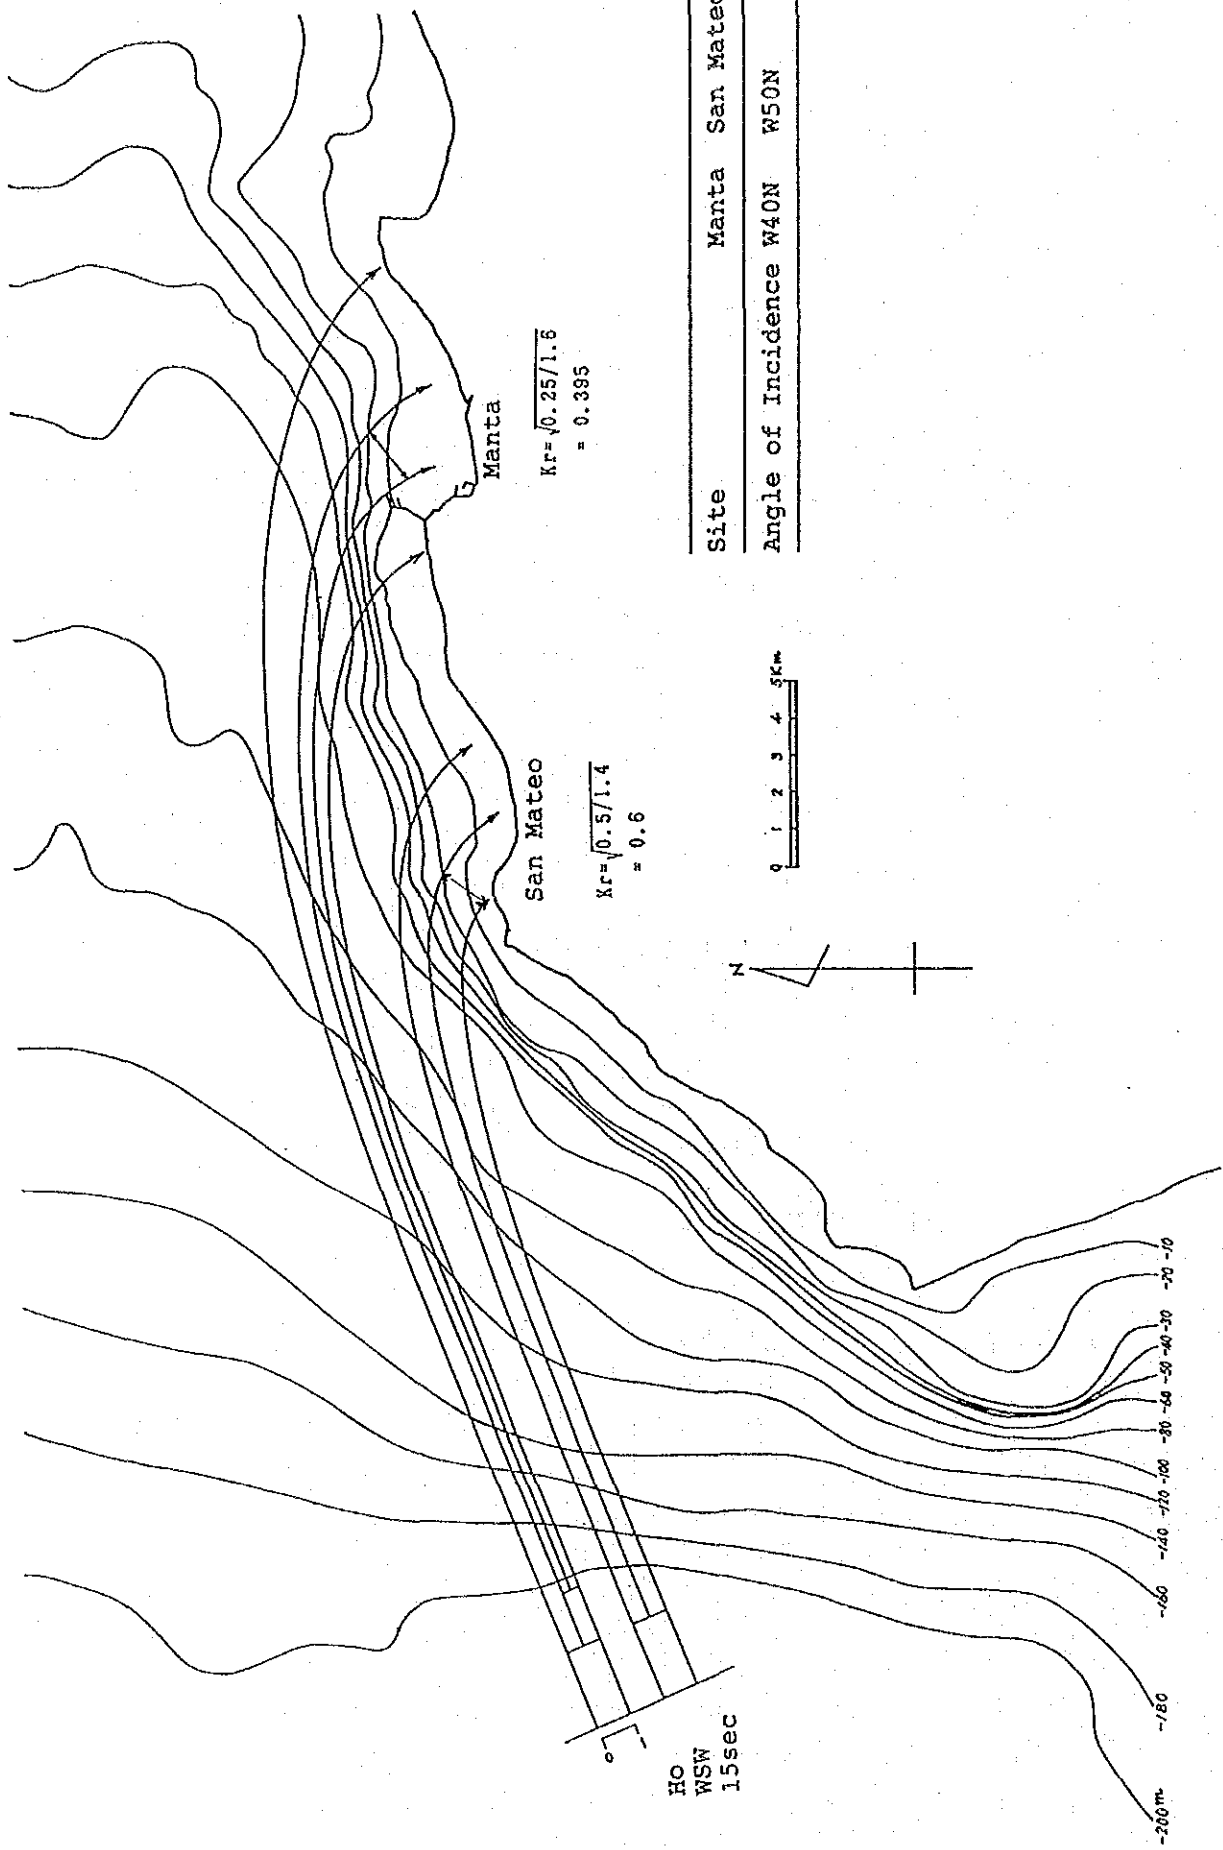 Site Manta San Mateo
Angle of Incidence W40N W50N
Manta
Kr=√0.25/1.6
= 0.395
San Mateo
Kr=√0.5/1.4
= 0.6
0 1 2 3 4 5Km
N
Ho
WSW
15sec
-200m -180 -160 -140 -120 -100 -80 -60 -50 -40 -30 -20 -10